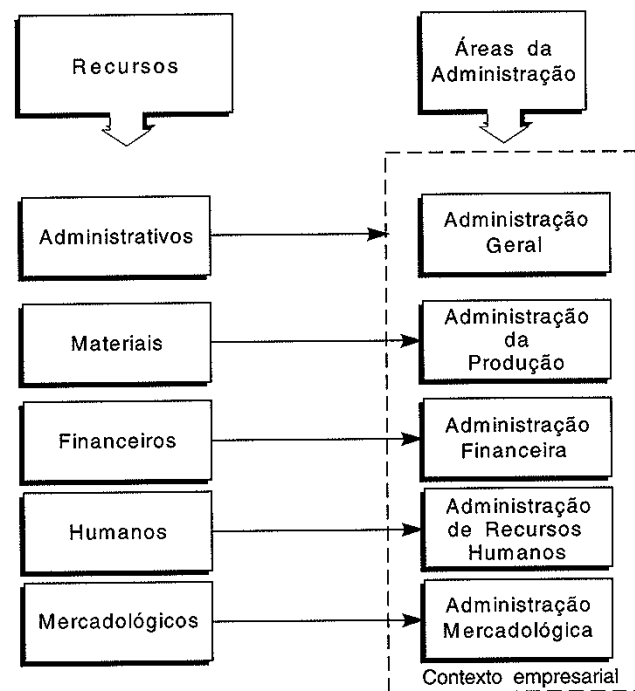 Recursos
Áreas da
Administração
Administrativos
Administração
Geral
Materiais
Administração
da
Produção
Financeiros
Administração
Financeira
Humanos
Administração
de Recursos
Humanos
Mercadológicos
Administração
Mercadológica
Contexto empresarial